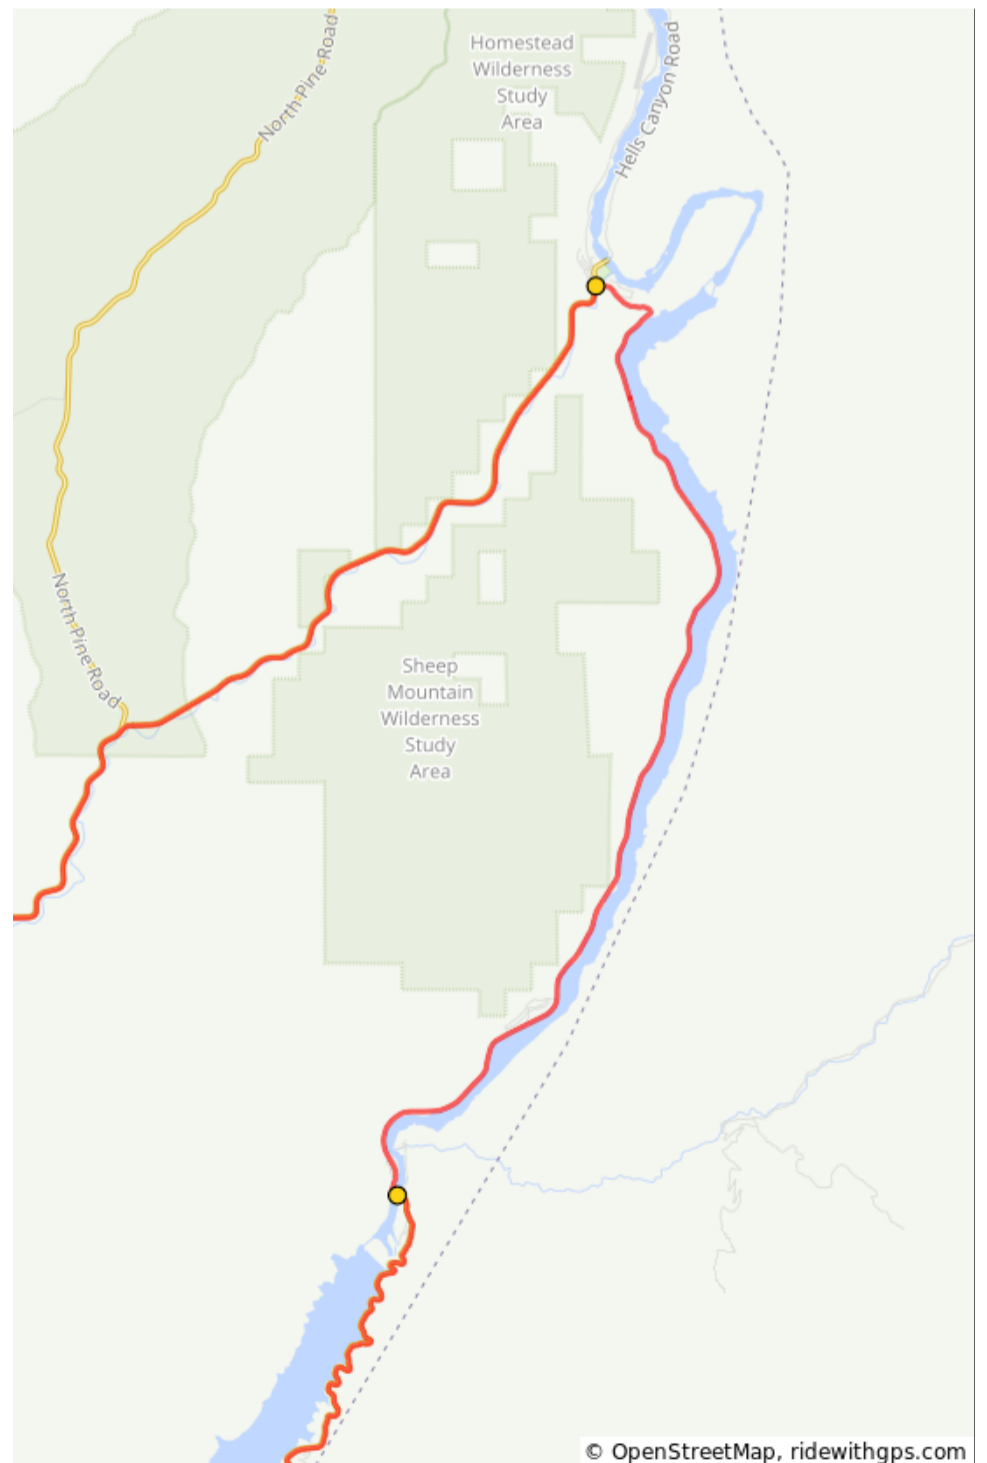 Homestead
Wilderness
Study
Area
North Pine Road
Hells Canyon Road
North Pine Road
Sheep
Mountain
Wilderness
Study
Area
© OpenStreetMap, ridewithgps.com